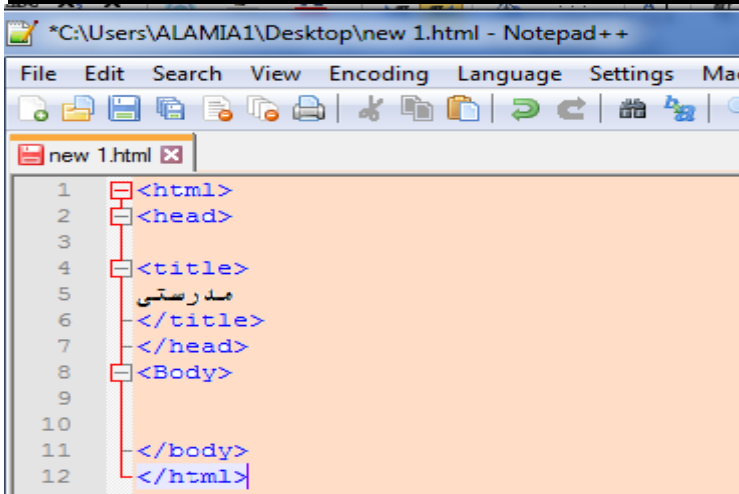 *C:\Users\ALAMIA1\Desktop\new 1.html - Notepad++
File Edit Search View Encoding Language Settings
new 1.html
1 <html>
2 <head>
3
4 <title>
5 مدرستي
6 </title>
7 </head>
8 <Body>
9
10
11 </body>
12 </html>